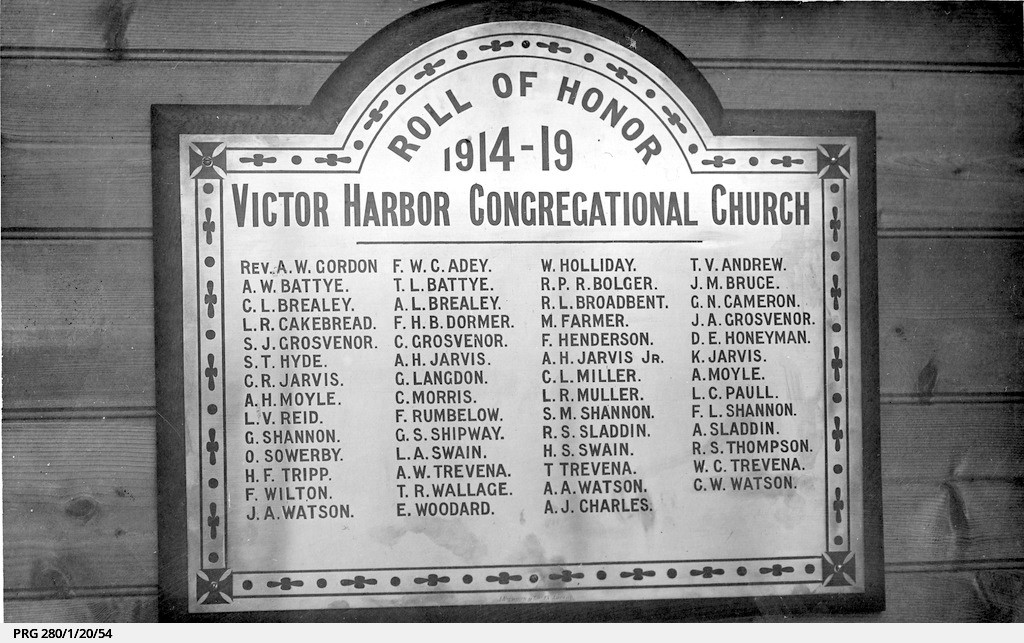 ROLL OF HONOR
1914-19
VICTOR HARBOR CONGREGATIONAL CHURCH
REV. A. W. GORDON F. W. C. ADEY. W. HOLLIDAY. T. V. ANDREW.
A. W. BATTYE. T. L. BATTYE. R. P. R. BOLGER. J. M. BRUCE.
C. L. BREALEY. A. L. BREALEY. R. L. BROADBENT. G. N. CAMERON.
L. R. CAKEBREAD. F. H. B. DORMER. M. FARMER. J. A. GROSVENOR.
S. J. GROSVENOR. C. GROSVENOR. F. HENDERSON. D. E. HONEYMAN.
S. T. HYDE. A. H. JARVIS. A. H. JARVIS JR. K. JARVIS.
C. R. JARVIS. G. LANGDON. C. L. MILLER. A. MOYLE.
A. H. MOYLE. C. MORRIS. L. R. MULLER. L. C. PAULL.
L. V. REID. F. RUMBELOW. S. M. SHANNON. F. L. SHANNON.
G. SHANNON. G. S. SHIPWAY. R. S. SLADDIN. A. SLADDIN.
O. SOWERBY. L. A. SWAIN. H. S. SWAIN. R. S. THOMPSON.
H. F. TRIPP. A. W. TREVENA. T TREVENA. W. C. TREVENA.
F. WILTON. T. R. WALLAGE. A. A. WATSON. C. W. WATSON.
J. A. WATSON. E. WOODARD. A. J. CHARLES.
PRG 280/1/20/54